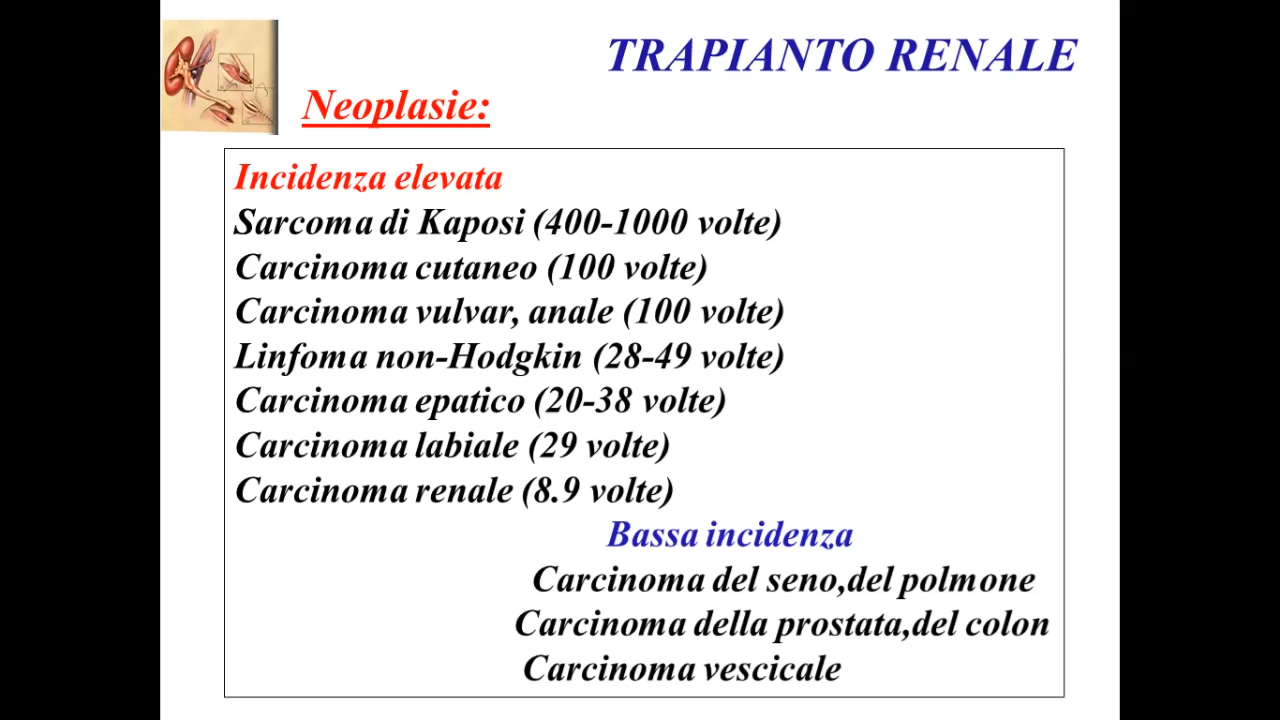 TRAPIANTO RENALE
Neoplasie:
Incidenza elevata
Sarcoma di Kaposi (400-1000 volte)
Carcinoma cutaneo (100 volte)
Carcinoma vulvar, anale (100 volte)
Linfoma non-Hodgkin (28-49 volte)
Carcinoma epatico (20-38 volte)
Carcinoma labiale (29 volte)
Carcinoma renale (8.9 volte)
Bassa incidenza
Carcinoma del seno,del polmone
Carcinoma della prostata,del colon
Carcinoma vescicale